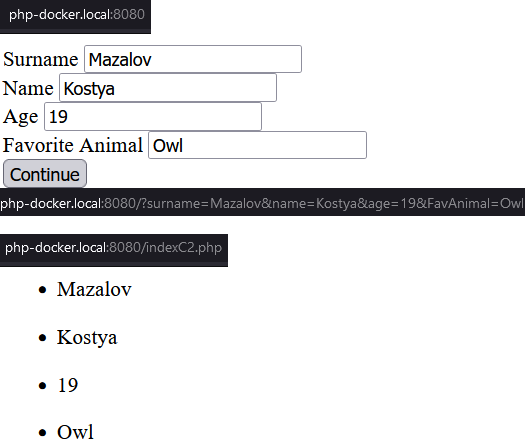 php-docker.local:8080
Surname Mazalov
Name Kostya
Age 19
Favorite Animal Owl
Continue
php-docker.local:8080/?surname=Mazalov&name=Kostya&age=19&FavAnimal=Owl
php-docker.local:8080/indexC2.php
• Mazalov
• Kostya
• 19
• Owl